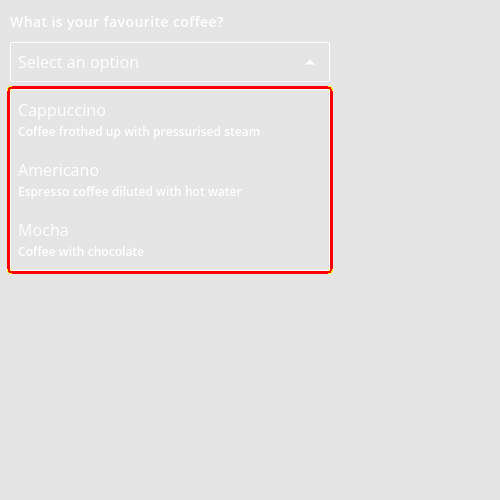 What is your favourite coffee?
Select an option
Cappuccino
Coffee frothed up with pressurised steam
Americano
Espresso coffee diluted with hot water
Mocha
Coffee with chocolate